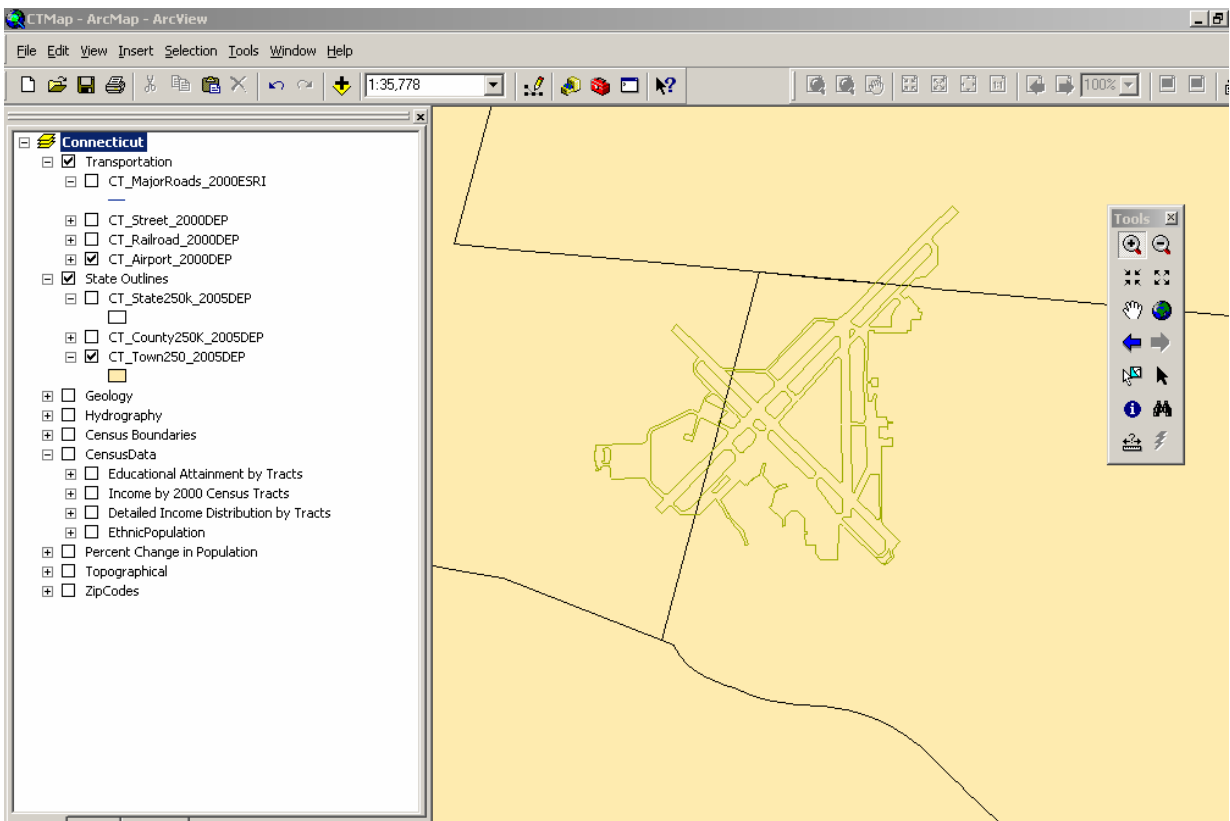 CTMap - ArcMap - ArcView
File Edit View Insert Selection Tools Window Help
1:35,778
100%
Connecticut
Transportation
CT_MajorRoads_2000ESRI
CT_Street_2000DEP
CT_Railroad_2000DEP
CT_Airport_2000DEP
State Outlines
CT_State250k_2005DEP
CT_County250K_2005DEP
CT_Town250_2005DEP
Geology
Hydrography
Census Boundaries
CensusData
Educational Attainment by Tracts
Income by 2000 Census Tracts
Detailed Income Distribution by Tracts
EthnicPopulation
Percent Change in Population
Topographical
ZipCodes
Tools